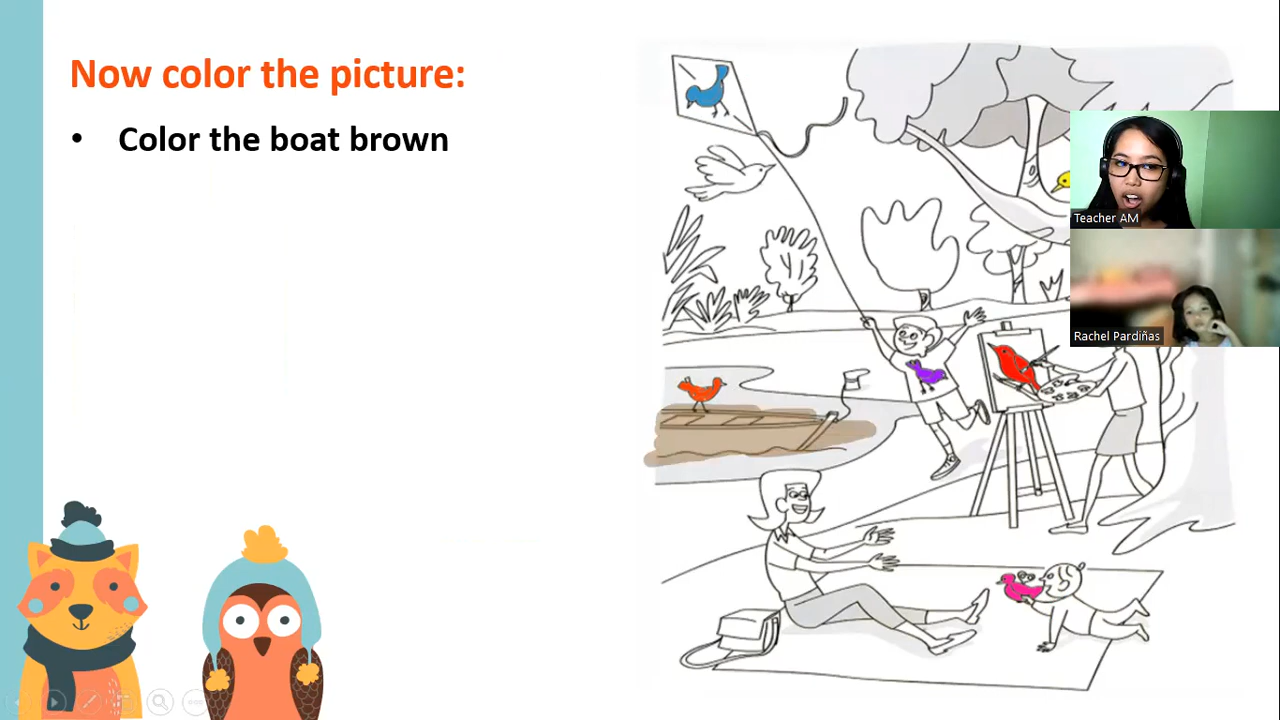 Now color the picture:
• Color the boat brown
Teacher AM
Rachel Pardiñas